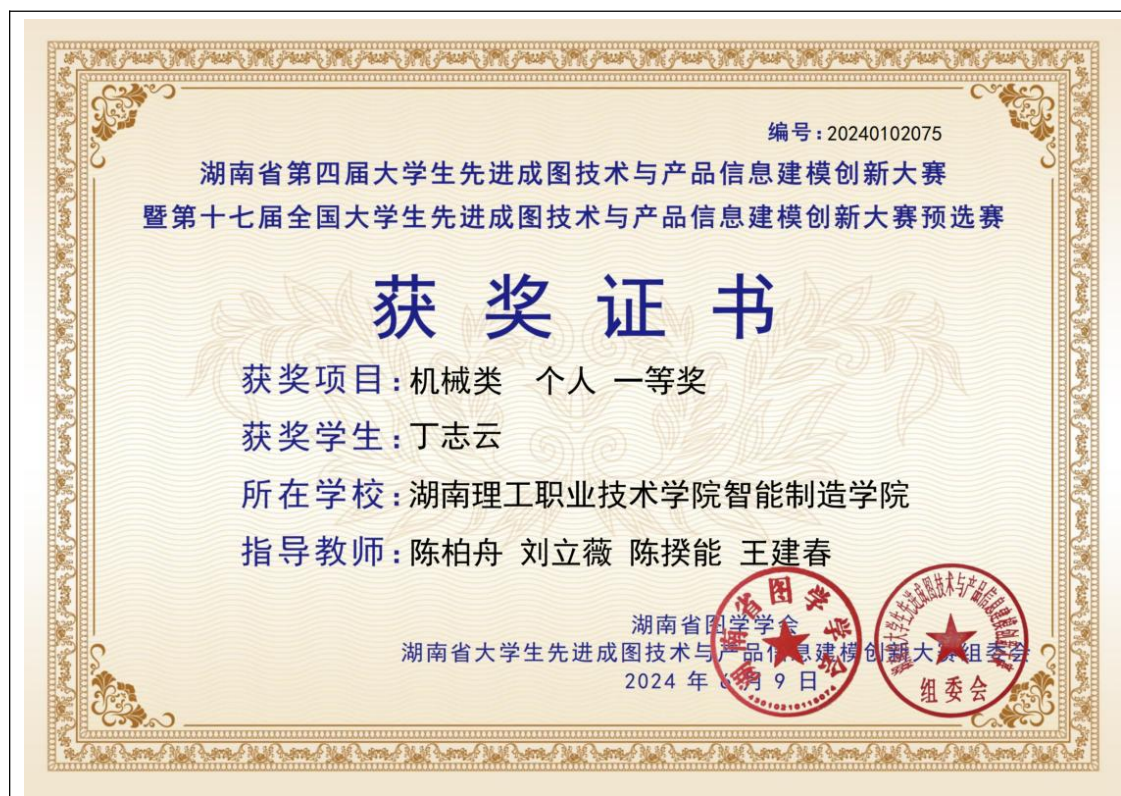 编号:20240102075
湖南省第四届大学生先进成图技术与产品信息建模创新大赛
暨第十七届全国大学生先进成图技术与产品信息建模创新大赛预选赛
获奖证书
获奖项目:机械类 个人 一等奖
获奖学生:丁志云
所在学校:湖南理工职业技术学院智能制造学院
指导教师:陈柏舟 刘立薇 陈揆能 王建春
湖南省图学学会
湖南省大学生先进成图技术与产品信息建模创新大赛组委会
2024 年 6 月 9 日
湖南省图学学会
组委会